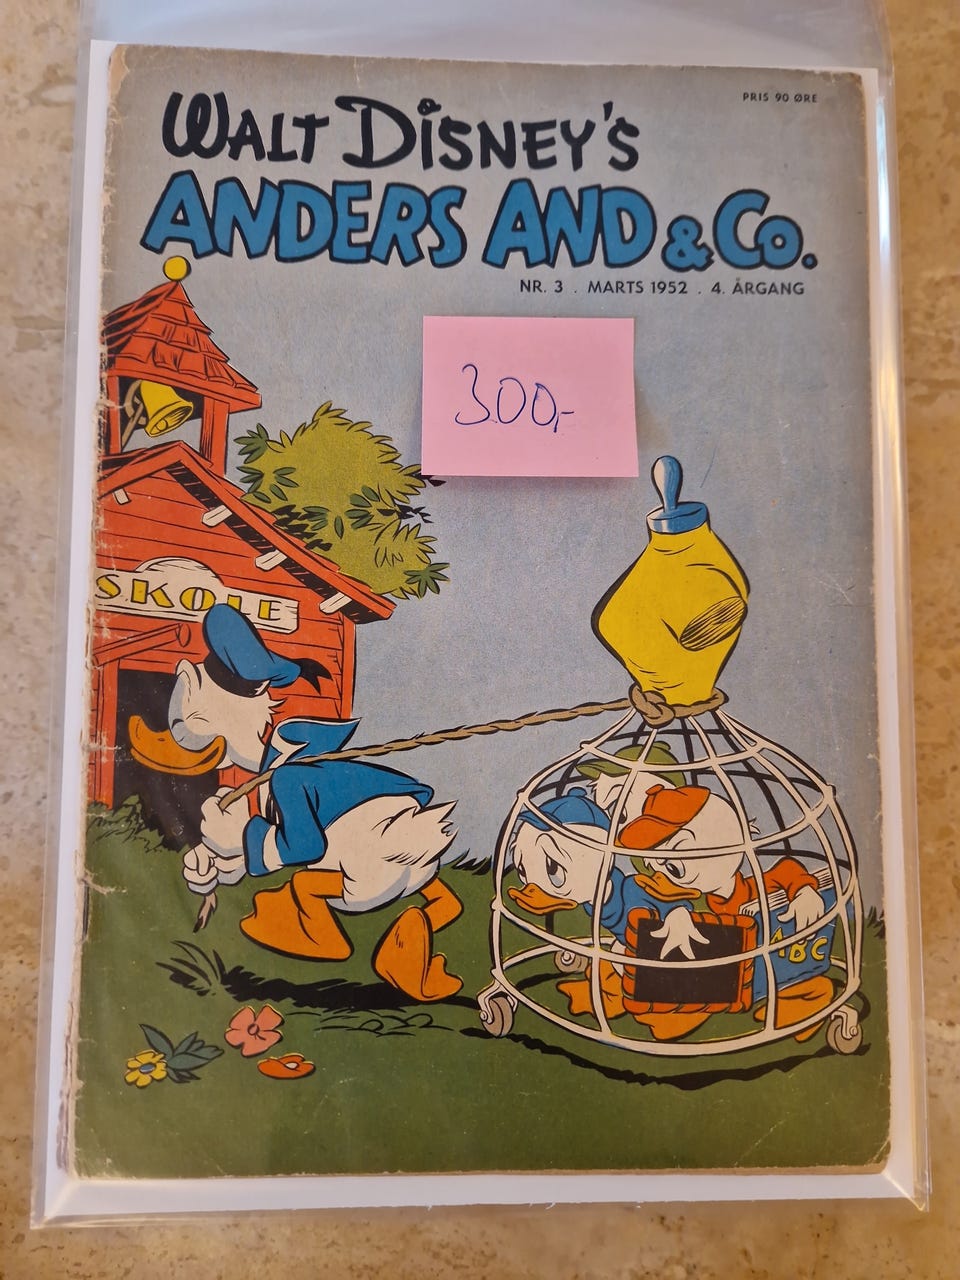 PRIS 90 ØRE
WALT DISNEY'S
ANDERS AND & Co.
NR. 3 . MARTS 1952 . 4. ÅRGANG
300,-
SKOLE
ABC